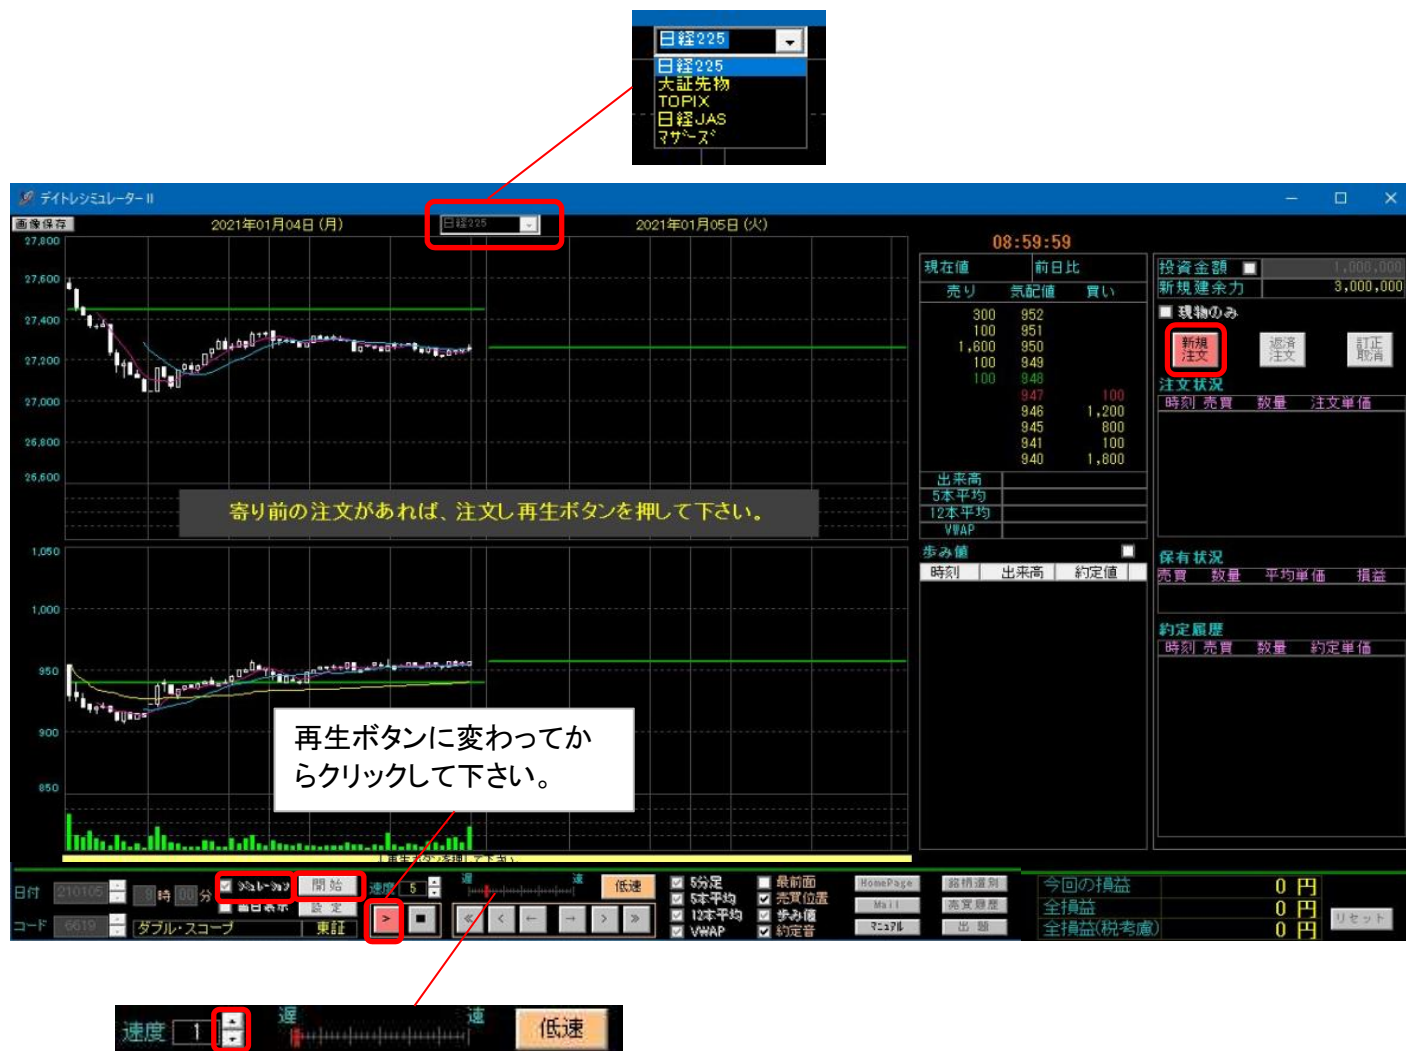 日経225
日経225
大証先物
TOPIX
日経JAS
ﾏｻﾞｰｽﾞ
デイトレシミュレーター II
画像保存
2021年01月04日(月)
日経225
2021年01月05日(火)
27,800
27,600
27,400
27,200
27,000
26,800
26,600
寄り前の注文があれば、注文し再生ボタンを押して下さい。
1,050
1,000
950
900
850
再生ボタンに変わってか
らクリックして下さい。
08:59:59
現在値 前日比
売り 気配値 買い
300 952
100 951
1,600 950
100 949
100 948
947 100
946 1,200
945 800
941 100
940 1,800
出来高
5本平均
12本平均
VWAP
歩み値
時刻 出来高 約定値
投資金額 1,000,000
新規建余力 3,000,000
現物のみ
新規
注文
返済
注文
訂正
取消
注文状況
時刻 売買 数量 注文単価
保有状況
売買 数量 平均単価 損益
約定履歴
時刻 売買 数量 約定単価
日付 210105 8時 00分
ｼﾐｭﾚｰｼｮﾝ 開始
当日表示 設定
コード 6619 ダブル・スコープ 東証
速度 5 遅 速 低速
> ■ ≪ < ← → > ≫
5分足
5本平均
12本平均
VWAP
最前面
売買位置
歩み値
約定音
HomePage
Mail
ﾏﾆｭｱﾙ
銘柄選別
売買履歴
出題
今回の損益 0 円
全損益 0 円
全損益(税考慮) 0 円
リセット
速度 1 遅 速 低速